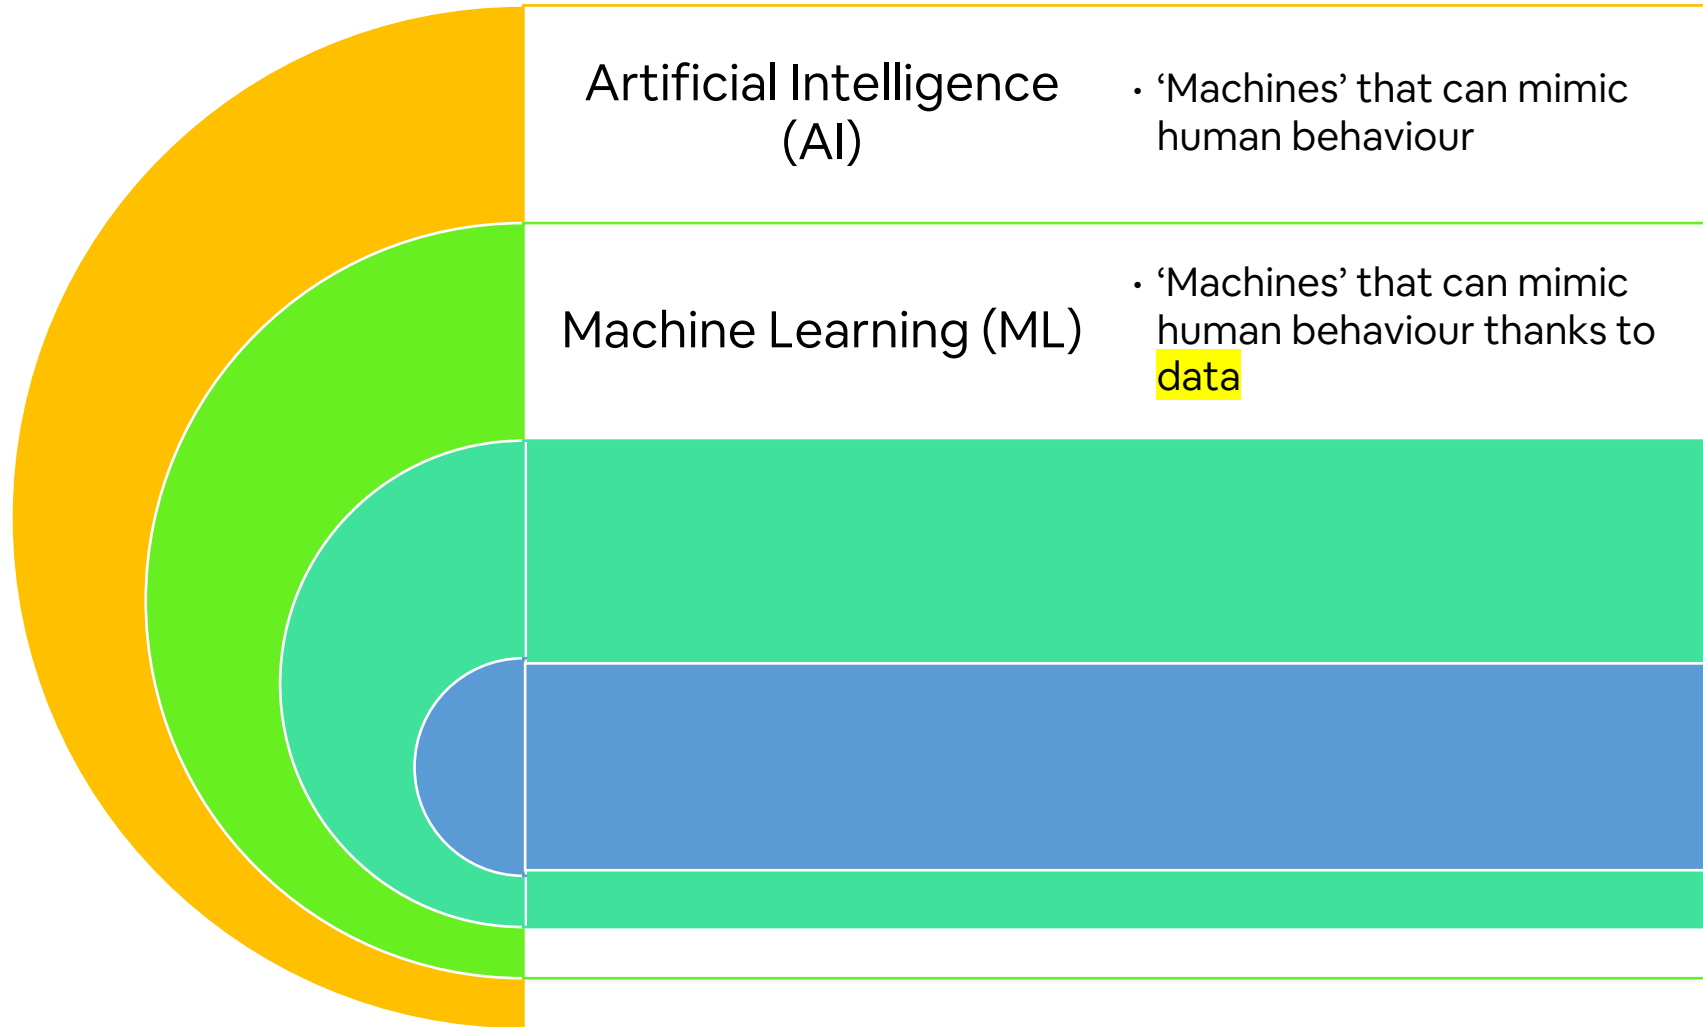 Artificial Intelligence
(AI)
• ‘Machines’ that can mimic
human behaviour
Machine Learning (ML)
• ‘Machines’ that can mimic
human behaviour thanks to
data